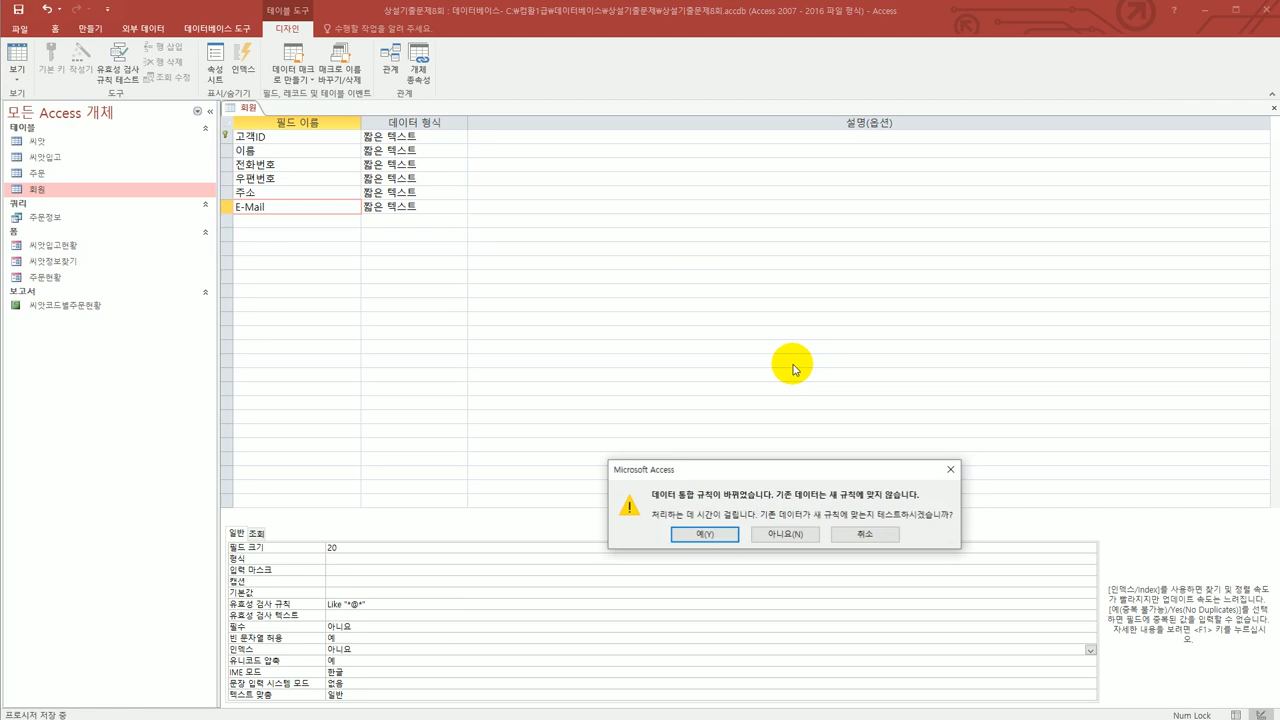 테이블 도구
상설기출문제8회 : 데이터베이스- C:₩컴활1급₩데이터베이스₩상설기출문제₩상설기출문제8회.accdb (Access 2007 - 2016 파일 형식) - Access
파일 홈 만들기 외부 데이터 데이터베이스 도구 디자인 수행할 작업을 알려 주세요.
보기
기본 키
작성기
유효성 검사
규칙 테스트
행 삽입
행 삭제
조회 수정
속성
시트
인덱스
데이터 매크
로 만들기
매크로 이름
바꾸기/삭제
관계
개체
종속성
보기 도구 표시/숨기기 필드, 레코드 및 테이블 이벤트 관계
모든 Access 개체
테이블
씨앗
씨앗입고
주문
회원
쿼리
주문정보
폼
씨앗입고현황
씨앗정보찾기
주문현황
보고서
씨앗코드별주문현황
회원
필드 이름 데이터 형식 설명(옵션)
고객ID 짧은 텍스트
이름 짧은 텍스트
전화번호 짧은 텍스트
우편번호 짧은 텍스트
주소 짧은 텍스트
E-Mail 짧은 텍스트
Microsoft Access
데이터 통합 규칙이 바뀌었습니다. 기존 데이터는 새 규칙에 맞지 않습니다.
처리하는 데 시간이 걸립니다. 기존 데이터가 새 규칙에 맞는지 테스트하시겠습니까?
예(Y) 아니요(N) 취소
일반 조회
필드 크기 20
형식
입력 마스크
캡션
기본값
유효성 검사 규칙 Like "*@*"
유효성 검사 텍스트
필수 아니요
빈 문자열 허용 예
인덱스 아니요
유니코드 압축 예
IME 모드 한글
문장 입력 시스템 모드 없음
텍스트 맞춤 일반
[인덱스/Index]를 사용하면 찾기 및 정렬 속도
가 빨라지지만 업데이트 속도는 느려집니다.
[예(중복 불가능)/Yes(No Duplicates)]를 선택
하면 필드에 중복된 값을 입력할 수 없습니다.
자세한 내용을 보려면 <F1> 키를 누르십시
오.
프로시저 저장 중
Num Lock